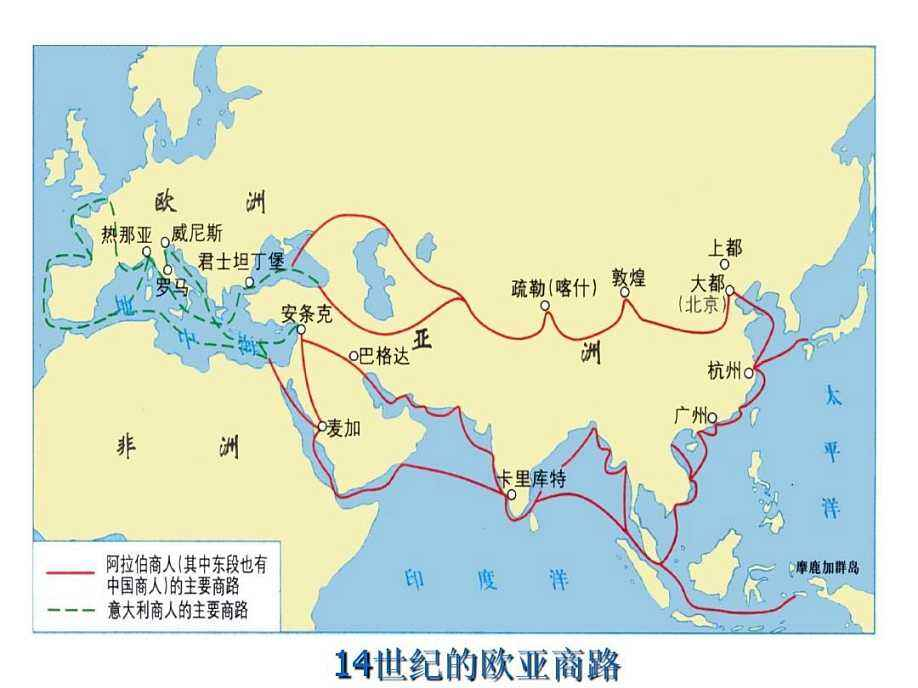 欧 洲
热那亚
威尼斯
君士坦丁堡
罗马
地
中
海
安条克
巴格达
亚 洲
疏勒(喀什)
敦煌
上都
大都
(北京)
杭州
广州
太
平
洋
非 洲
麦加
卡里库特
印 度 洋
摩鹿加群岛
阿拉伯商人(其中东段也有
中国商人)的主要商路
意大利商人的主要商路
14世纪的欧亚商路